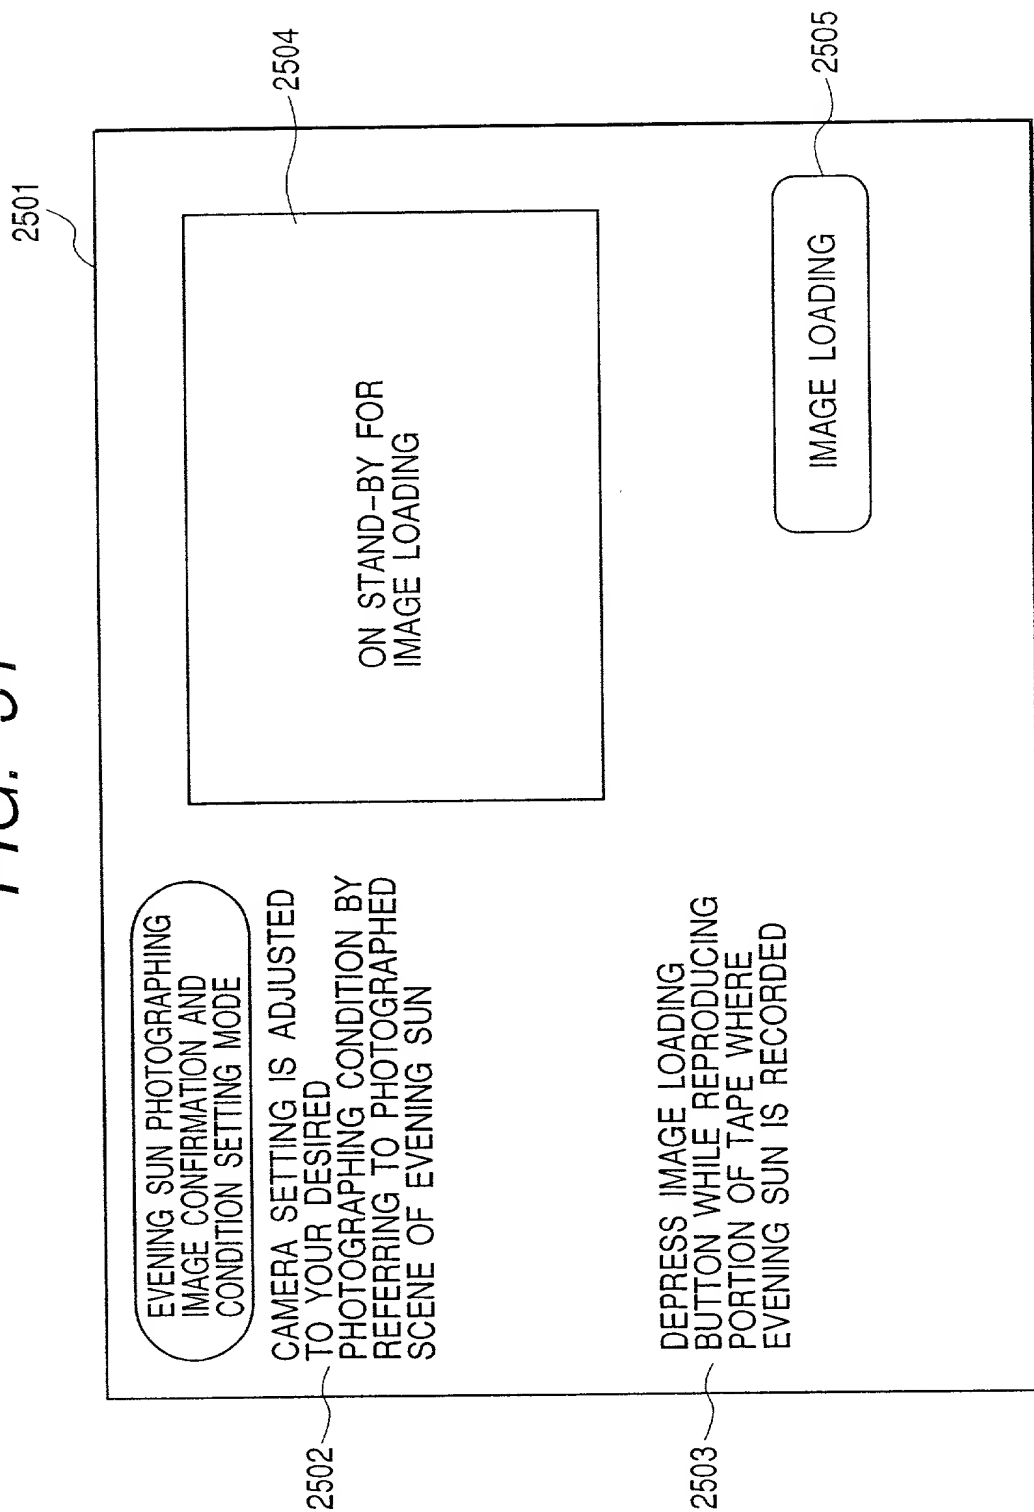 FIG.
2501
EVENING SUN PHOTOGRAPHING
IMAGE CONFIRMATION AND
CONDITION SETTING MODE
2502
CAMERA SETTING IS ADJUSTED
TO YOUR DESIRED
PHOTOGRAPHING CONDITION BY
REFERRING TO PHOTOGRAPHED
SCENE OF EVENING SUN
2504
ON STAND-BY FOR
IMAGE LOADING
2503
DEPRESS IMAGE LOADING
BUTTON WHILE REPRODUCING
PORTION OF TAPE WHERE
EVENING SUN IS RECORDED
IMAGE LOADING
2505